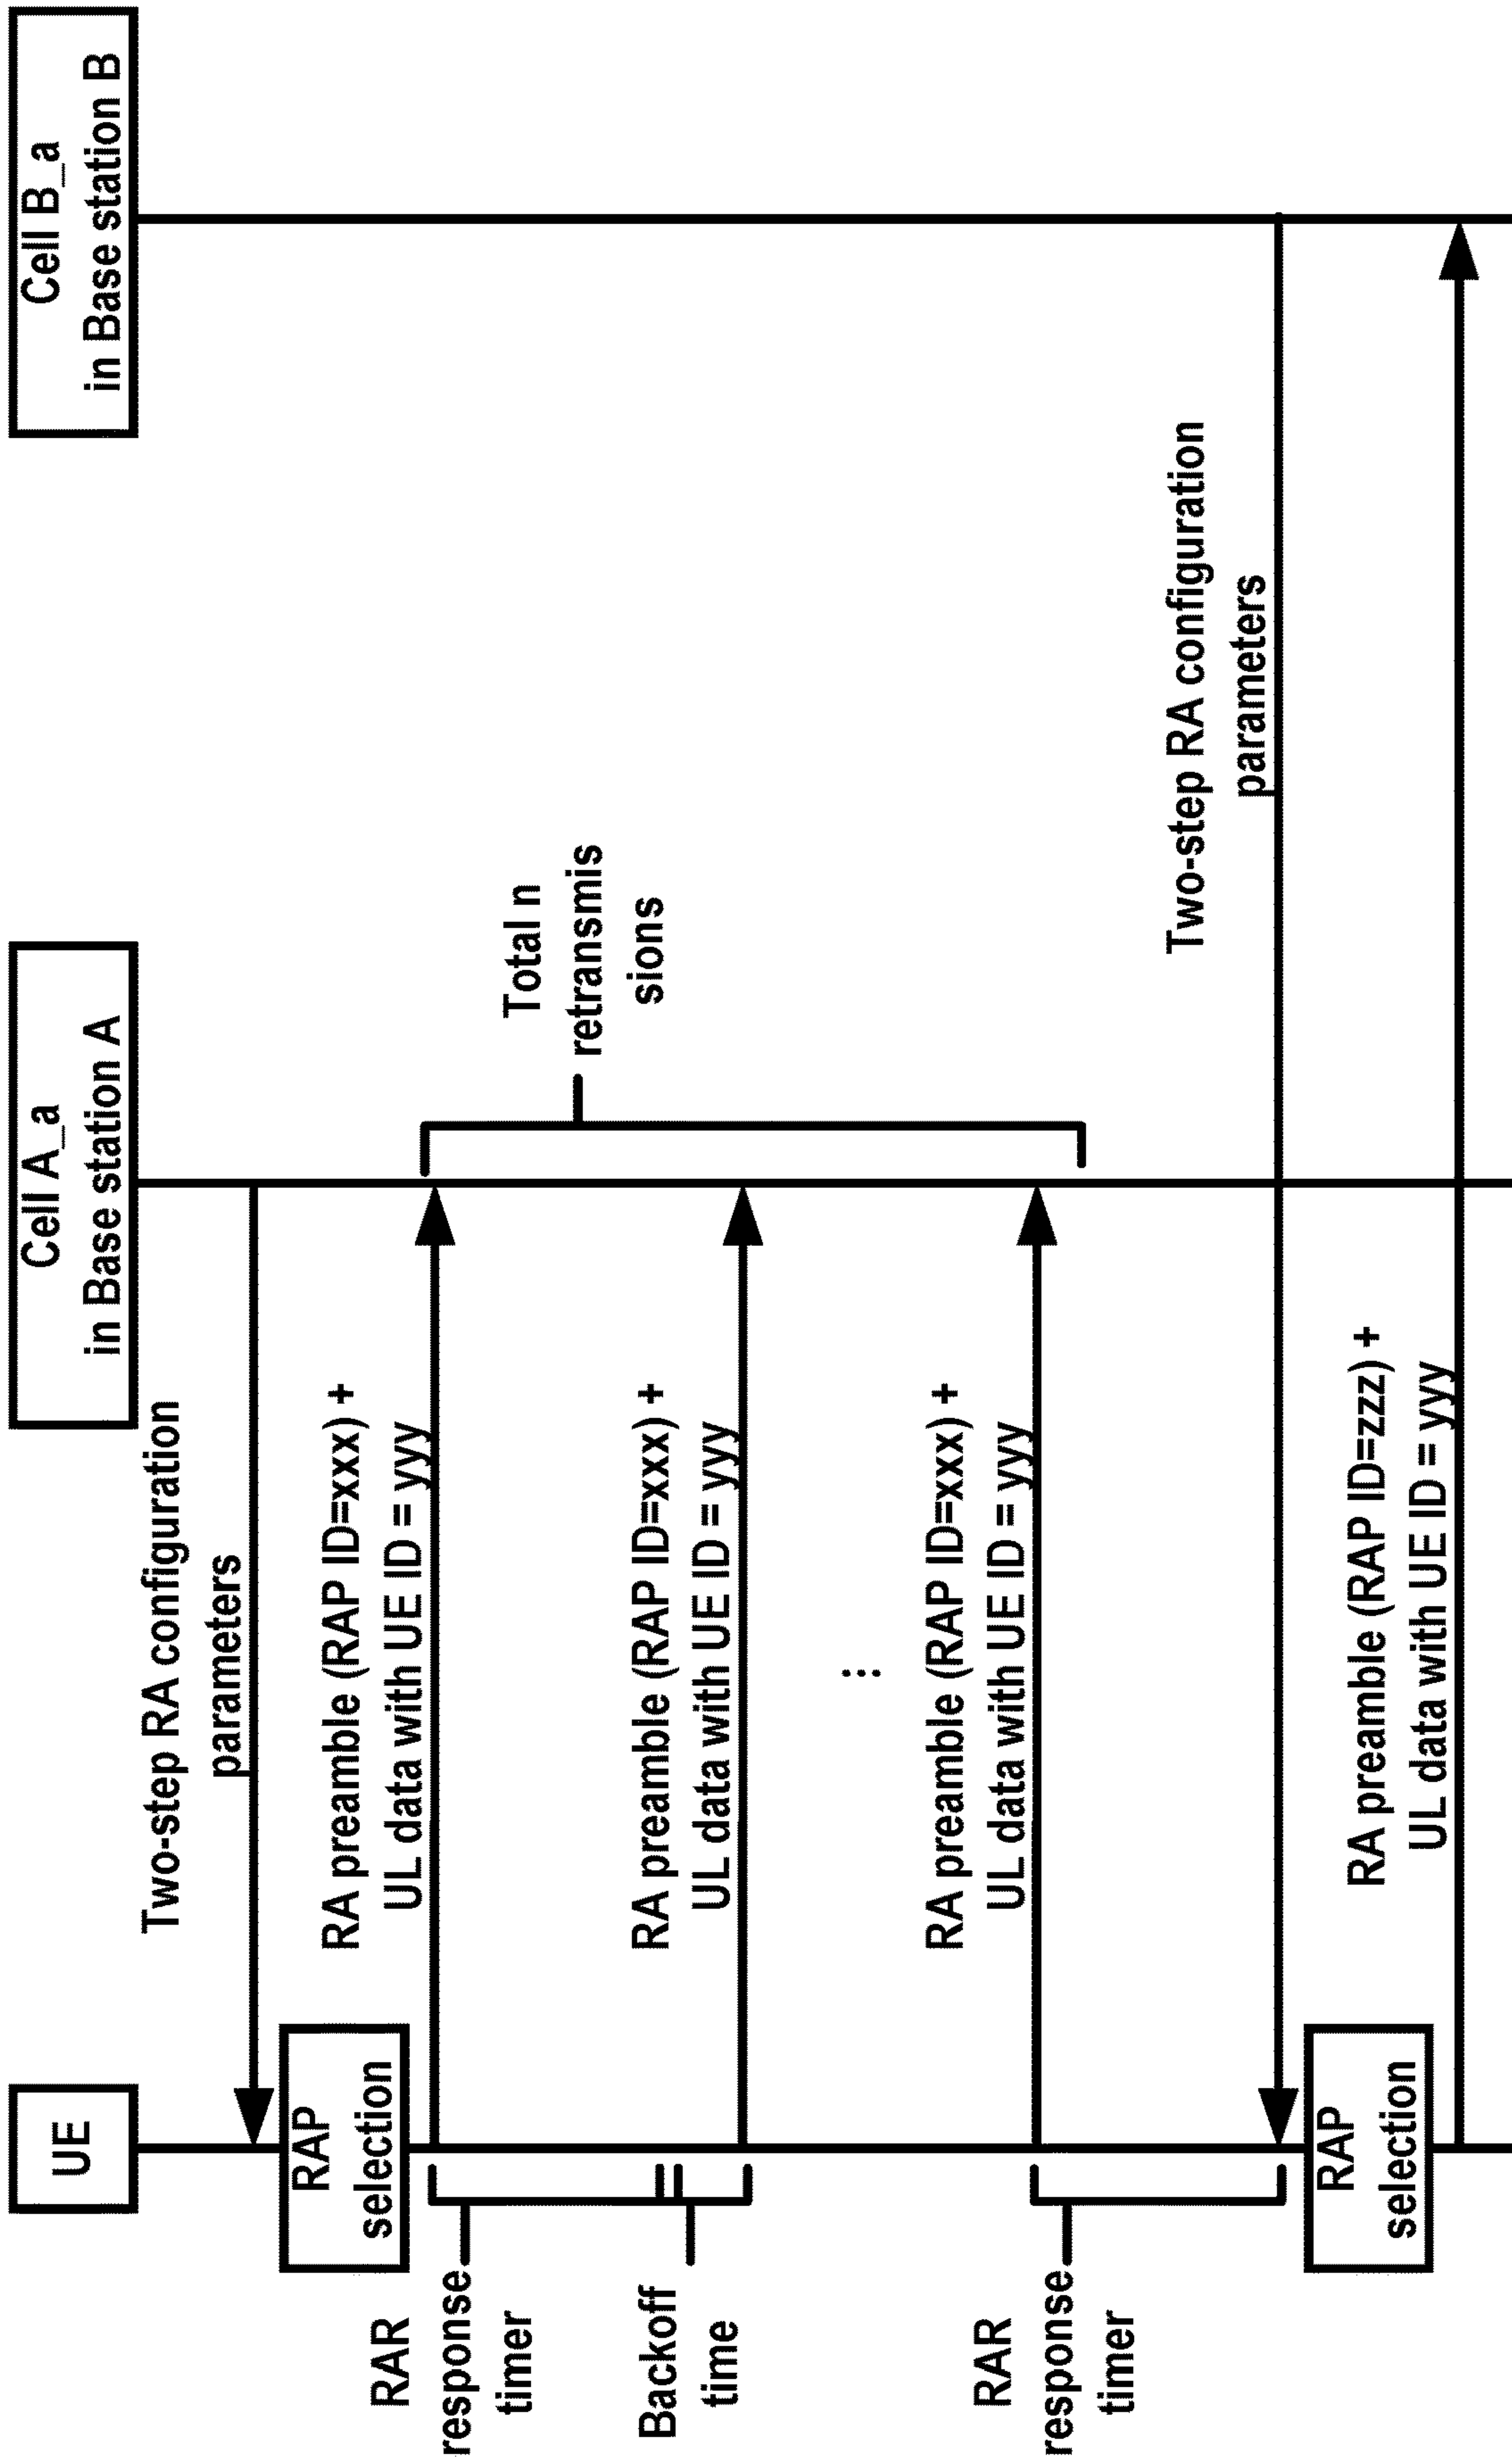 UE
Cell A_a
in Base station A
Cell B_a
in Base station B
Two-step RA configuration
parameters
RAP
selection
RA preamble (RAP ID=xxx) +
UL data with UE ID = yyy
RAR
response
timer
Total n
retransmis
sions
Backoff
time
RA preamble (RAP ID=xxx) +
UL data with UE ID = yyy
...
RA preamble (RAP ID=xxx) +
UL data with UE ID = yyy
RAR
response
timer
Two-step RA configuration
parameters
RAP
selection
RA preamble (RAP ID=zzz) +
UL data with UE ID = yyy